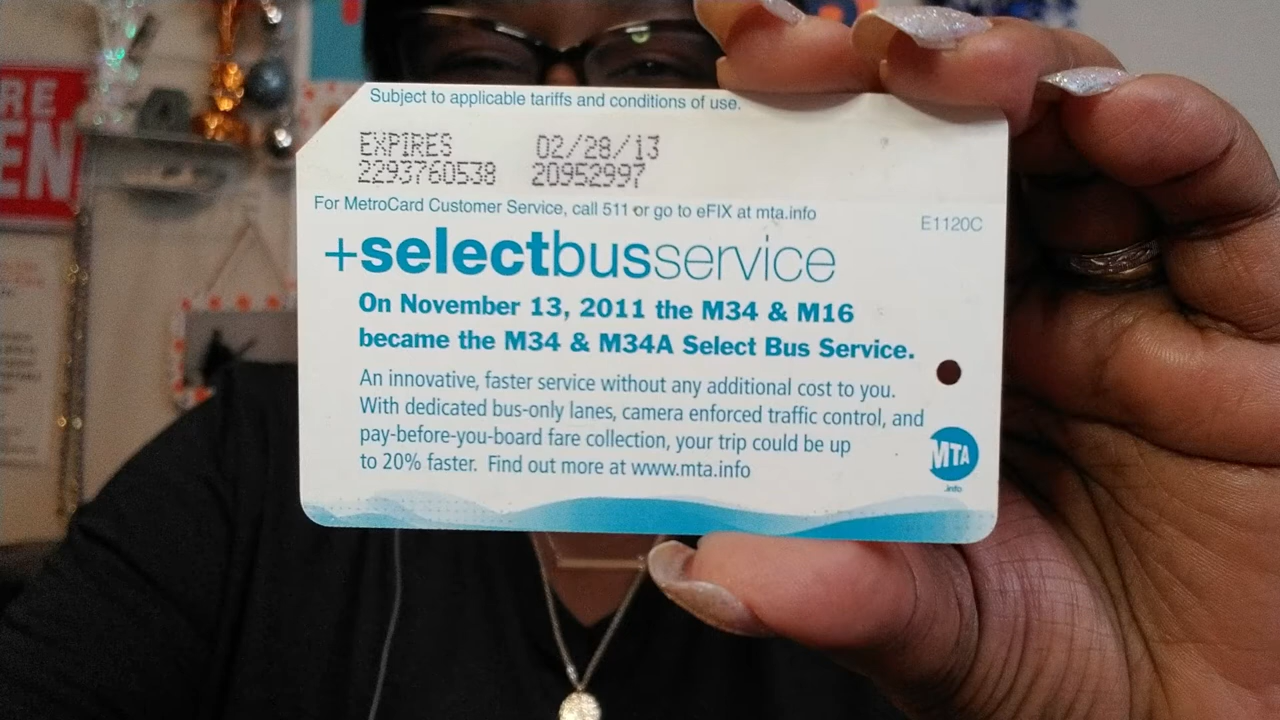 RE
EN
Subject to applicable tariffs and conditions of use.
EXPIRES 02/28/13
2293760538 20952997
For MetroCard Customer Service, call 511 or go to eFIX at mta.info
E1120C
+selectbusservice
On November 13, 2011 the M34 & M16
became the M34 & M34A Select Bus Service.
An innovative, faster service without any additional cost to you.
With dedicated bus-only lanes, camera enforced traffic control, and
pay-before-you-board fare collection, your trip could be up
to 20% faster. Find out more at www.mta.info
MTA
.info